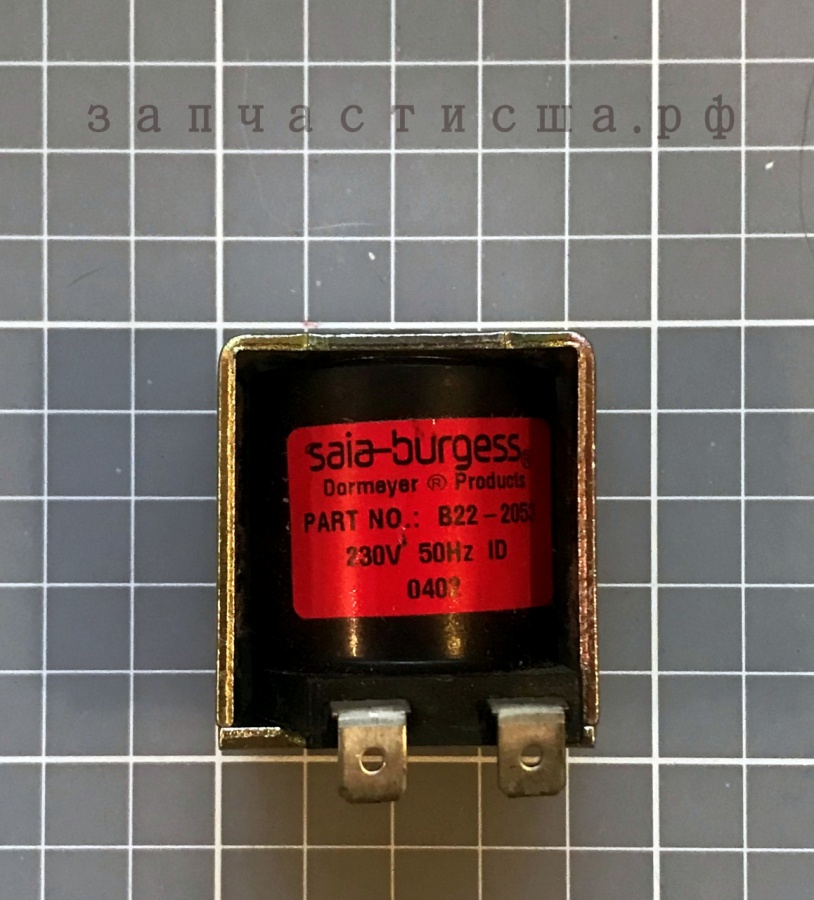 запчастисша.рф
saia-burgess®
Dormeyer ® Products
PART NO.: B22-2053
230V 50Hz ID
0402